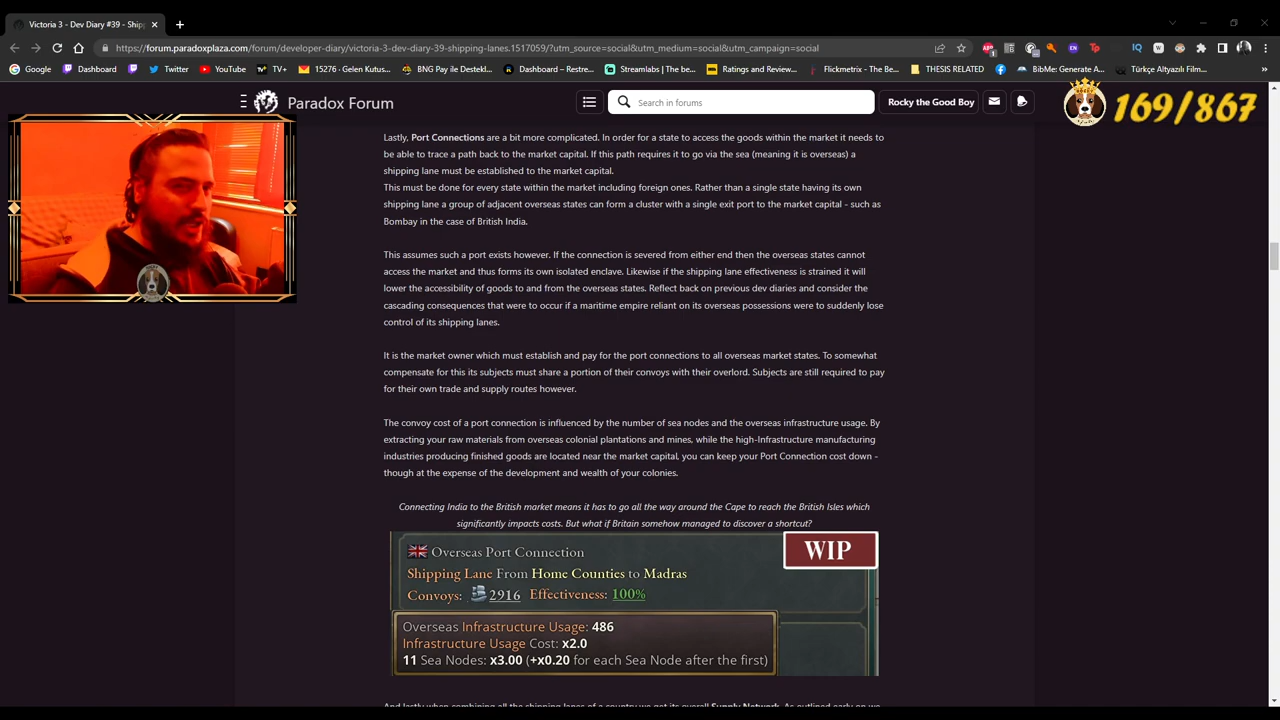 Victoria 3 - Dev Diary #39 - Ship
https://forum.paradoxplaza.com/forum/developer-diary/victoria-3-dev-diary-39-shipping-lanes.1517059/?utm_source=social&utm_medium=social&utm_campaign=social
Google Dashboard Twitter YouTube TV+ 15276 - Gelen Kutus... BNG Pay ile Destekl... Dashboard – Restre... Streamlabs | The be... Ratings and Review... Flickmetrix - The Be... THESIS RELATED BibMe: Generate A... Türkçe Altyazılı Film...
Paradox Forum
Search in forums
Rocky the Good Boy
169/867
Lastly, Port Connections are a bit more complicated. In order for a state to access the goods within the market it needs to
be able to trace a path back to the market capital. If this path requires it to go via the sea (meaning it is overseas) a
shipping lane must be established to the market capital.
This must be done for every state within the market including foreign ones. Rather than a single state having its own
shipping lane a group of adjacent overseas states can form a cluster with a single exit port to the market capital - such as
Bombay in the case of British India.
This assumes such a port exists however. If the connection is severed from either end then the overseas states cannot
access the market and thus forms its own isolated enclave. Likewise if the shipping lane effectiveness is strained it will
lower the accessibility of goods to and from the overseas states. Reflect back on previous dev diaries and consider the
cascading consequences that were to occur if a maritime empire reliant on its overseas possessions were to suddenly lose
control of its shipping lanes.
It is the market owner which must establish and pay for the port connections to all overseas market states. To somewhat
compensate for this its subjects must share a portion of their convoys with their overlord. Subjects are still required to pay
for their own trade and supply routes however.
The convoy cost of a port connection is influenced by the number of sea nodes and the overseas infrastructure usage. By
extracting your raw materials from overseas colonial plantations and mines, while the high-Infrastructure manufacturing
industries producing finished goods are located near the market capital, you can keep your Port Connection cost down -
though at the expense of the development and wealth of your colonies.
Connecting India to the British market means it has to go all the way around the Cape to reach the British Isles which
significantly impacts costs. But what if Britain somehow managed to discover a shortcut?
Overseas Port Connection
WIP
Shipping Lane From Home Counties to Madras
Convoys: 2916 Effectiveness: 100%
Overseas Infrastructure Usage: 486
Infrastructure Usage Cost: x2.0
11 Sea Nodes: x3.00 (+x0.20 for each Sea Node after the first)
And lastly when combining all the shipping lanes of a country we get its overall Supply Network. As outlined early on we